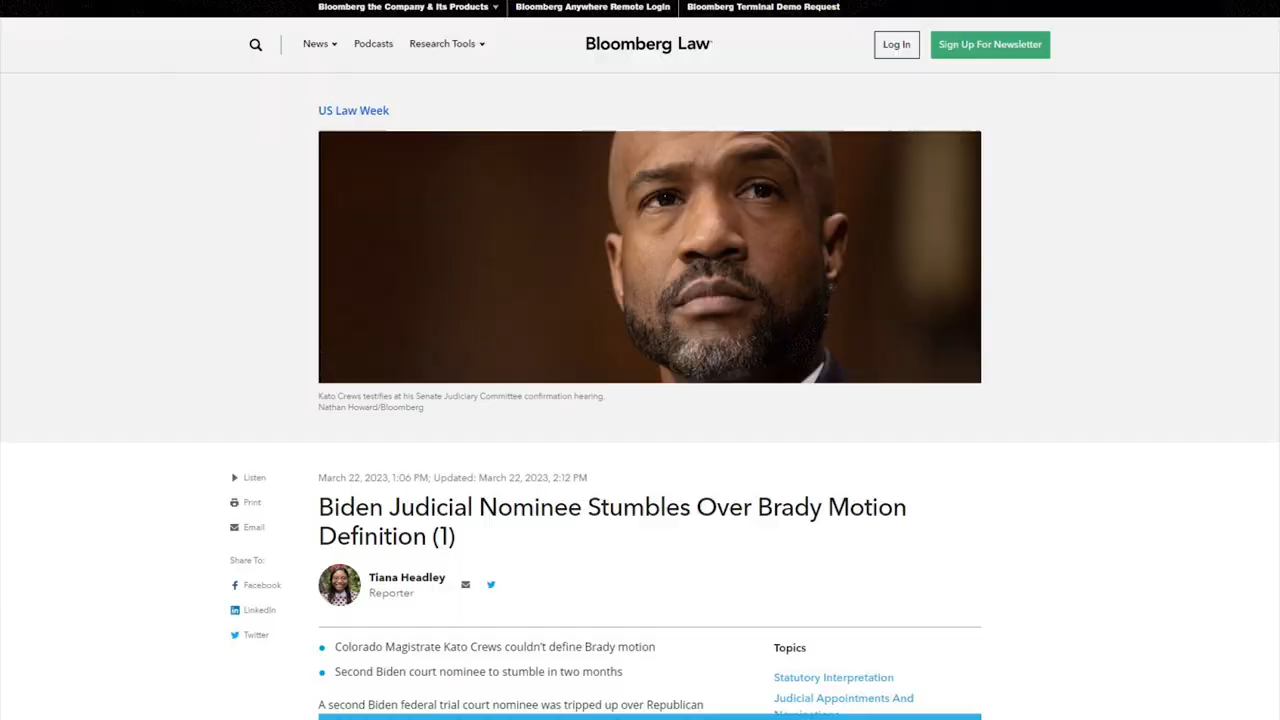 Bloomberg the Company & Its Products
Bloomberg Anywhere Remote Login
Bloomberg Terminal Demo Request
News
Podcasts
Research Tools
Bloomberg Law
Log In
Sign Up For Newsletter
US Law Week
Kato Crews testifies at his Senate Judiciary Committee confirmation hearing.
Nathan Howard/Bloomberg
Listen
Print
Email
Share To:
Facebook
LinkedIn
Twitter
March 22, 2023, 1:06 PM; Updated: March 22, 2023, 2:12 PM
Biden Judicial Nominee Stumbles Over Brady Motion
Definition (1)
Tiana Headley
Reporter
Colorado Magistrate Kato Crews couldn't define Brady motion
Second Biden court nominee to stumble in two months
A second Biden federal trial court nominee was tripped up over Republican
Topics
Statutory Interpretation
Judicial Appointments And